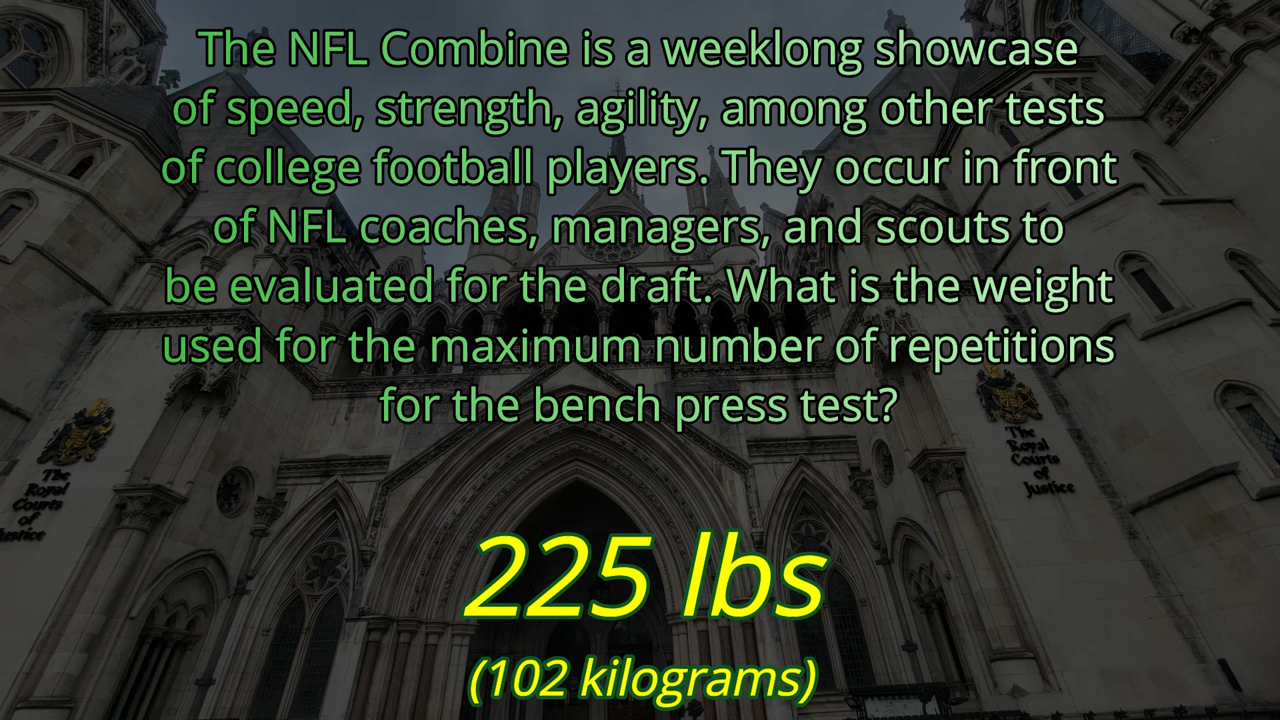 The NFL Combine is a weeklong showcase
of speed, strength, agility, among other tests
of college football players. They occur in front
of NFL coaches, managers, and scouts to
be evaluated for the draft. What is the weight
used for the maximum number of repetitions
for the bench press test?
The
Royal
Courts
of
Justice
The
Royal
Courts
of
Justice
225 lbs
(102 kilograms)